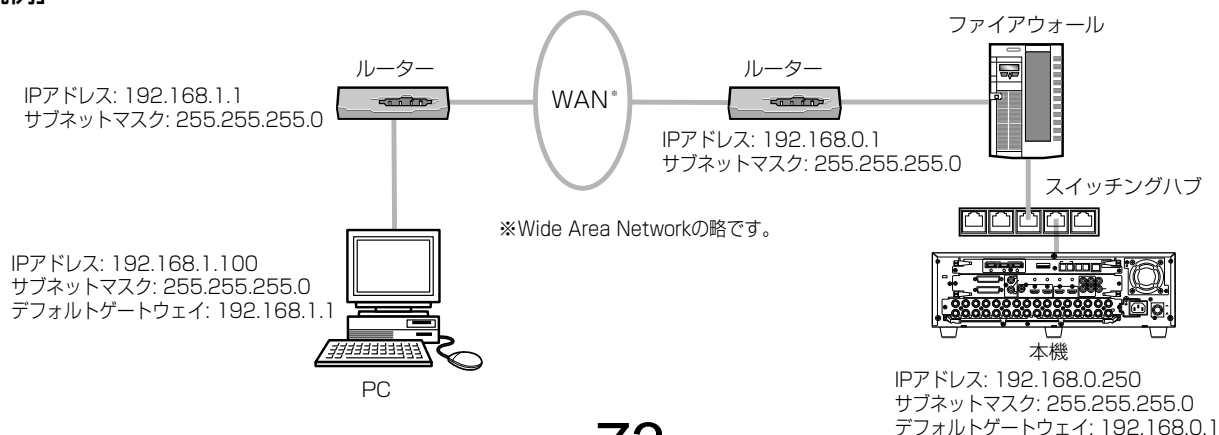 ファイアウォール
ルーター
IPアドレス: 192.168.1.1
サブネットマスク: 255.255.255.0
WAN※
ルーター
IPアドレス: 192.168.0.1
サブネットマスク: 255.255.255.0
スイッチングハブ
※Wide Area Networkの略です。
IPアドレス: 192.168.1.100
サブネットマスク: 255.255.255.0
デフォルトゲートウェイ: 192.168.1.1
PC
本機
IPアドレス: 192.168.0.250
サブネットマスク: 255.255.255.0
デフォルトゲートウェイ: 192.168.0.1